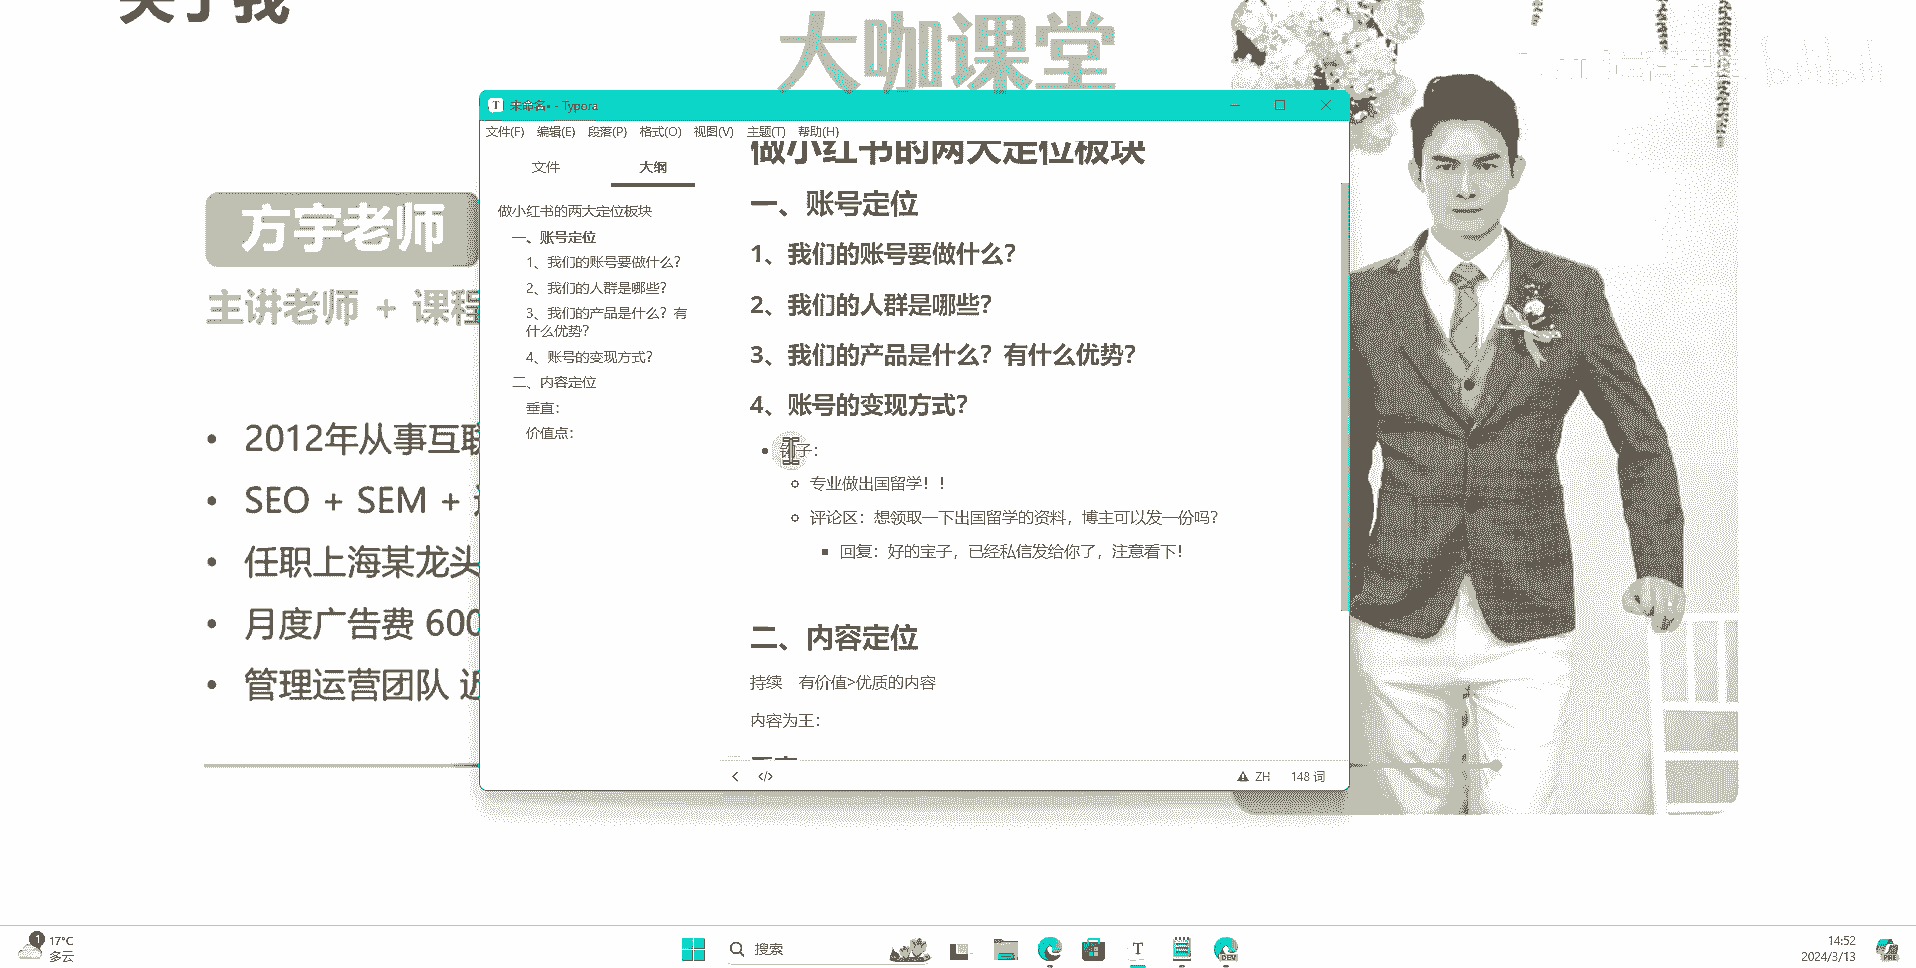 关于我
大咖课堂
bilibili
方宇老师
主讲老师 + 课程
2012年从事互联
SEO + SEM +
任职上海某龙头
月度广告费 600
管理运营团队 近
未命名• - Typora
文件(F) 编辑(E) 段落(P) 格式(O) 视图(V) 主题(T) 帮助(H)
文件 大纲
做小红书的两大定位板块
一、账号定位
1、我们的账号要做什么？
2、我们的人群是哪些？
3、我们的产品是什么？有
什么优势？
4、账号的变现方式？
二、内容定位
垂直：
价值点：
做小红书的两大定位板块
一、账号定位
1、我们的账号要做什么？
2、我们的人群是哪些？
3、我们的产品是什么？有什么优势？
4、账号的变现方式？
子：
专业做出国留学！！
评论区：想领取一下出国留学的资料，博主可以发一份吗？
回复：好的宝子，已经私信发给你了，注意看下！
二、内容定位
持续 有价值>优质的内容
内容为王：
</> ZH 148 词
1 17°C
多云
搜索
T
DEV
14:52
2024/3/13
PRE